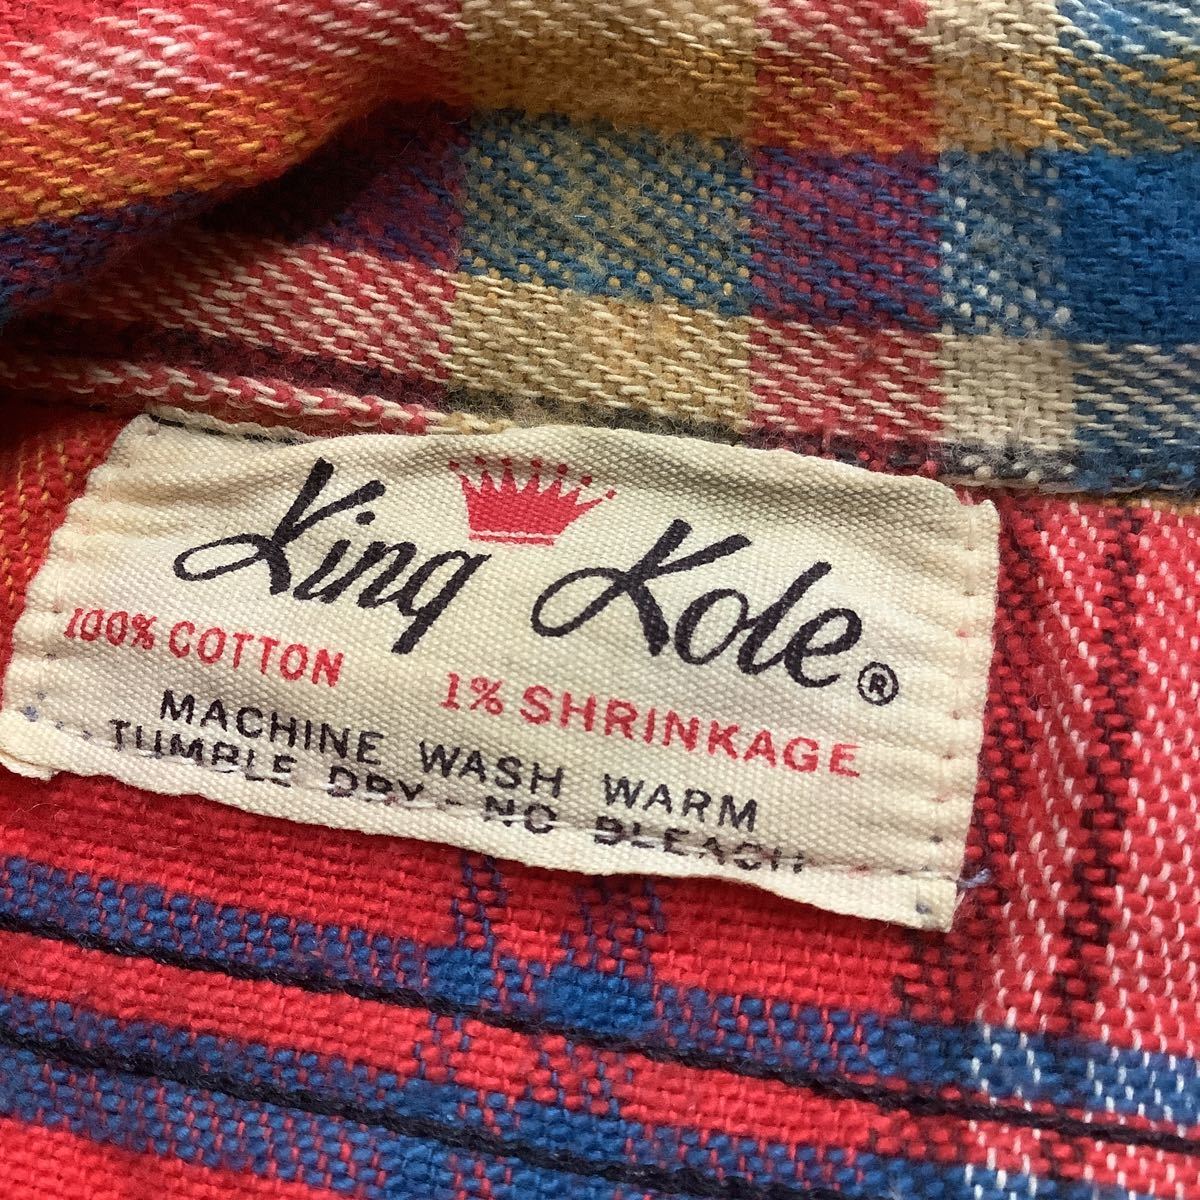 King Kole®
100% COTTON 1% SHRINKAGE
MACHINE WASH WARM
TUMBLE DRY - NO BLEACH